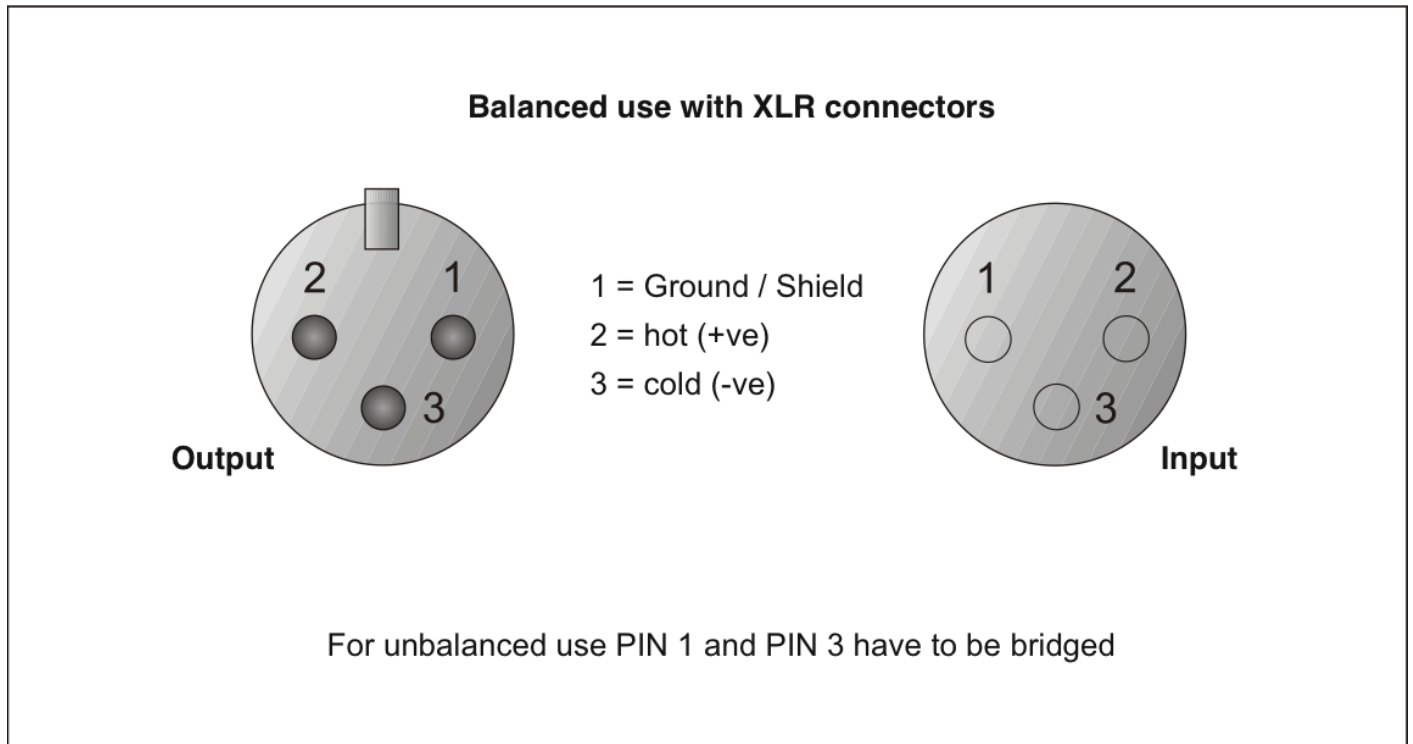 Balanced use with XLR connectors
2 1
3
Output
1 = Ground / Shield
2 = hot (+ve)
3 = cold (-ve)
1 2
3
Input
For unbalanced use PIN 1 and PIN 3 have to be bridged